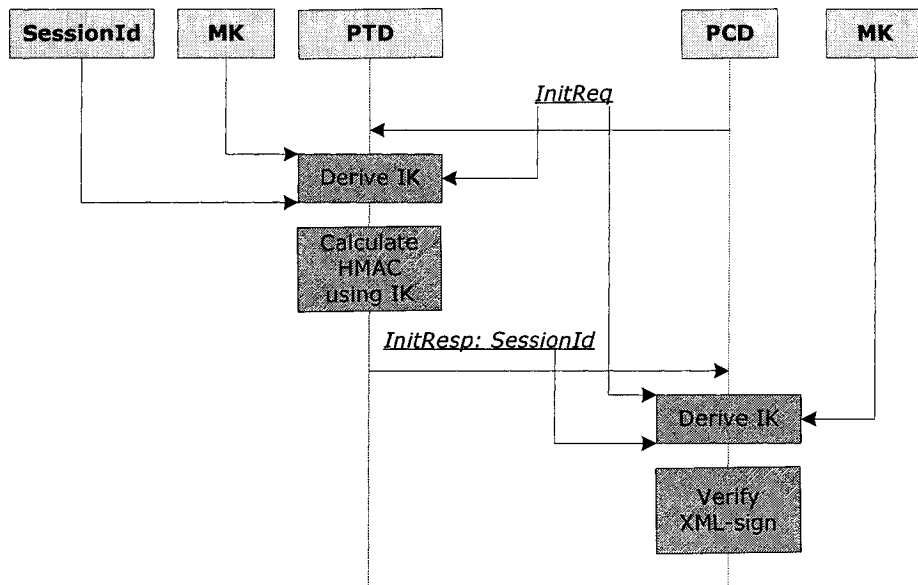 SessionId
MK
PTD
PCD
MK
InitReq
Derive IK
Calculate
HMAC
using IK
InitResp: SessionId
Derive IK
Verify
XML-sign